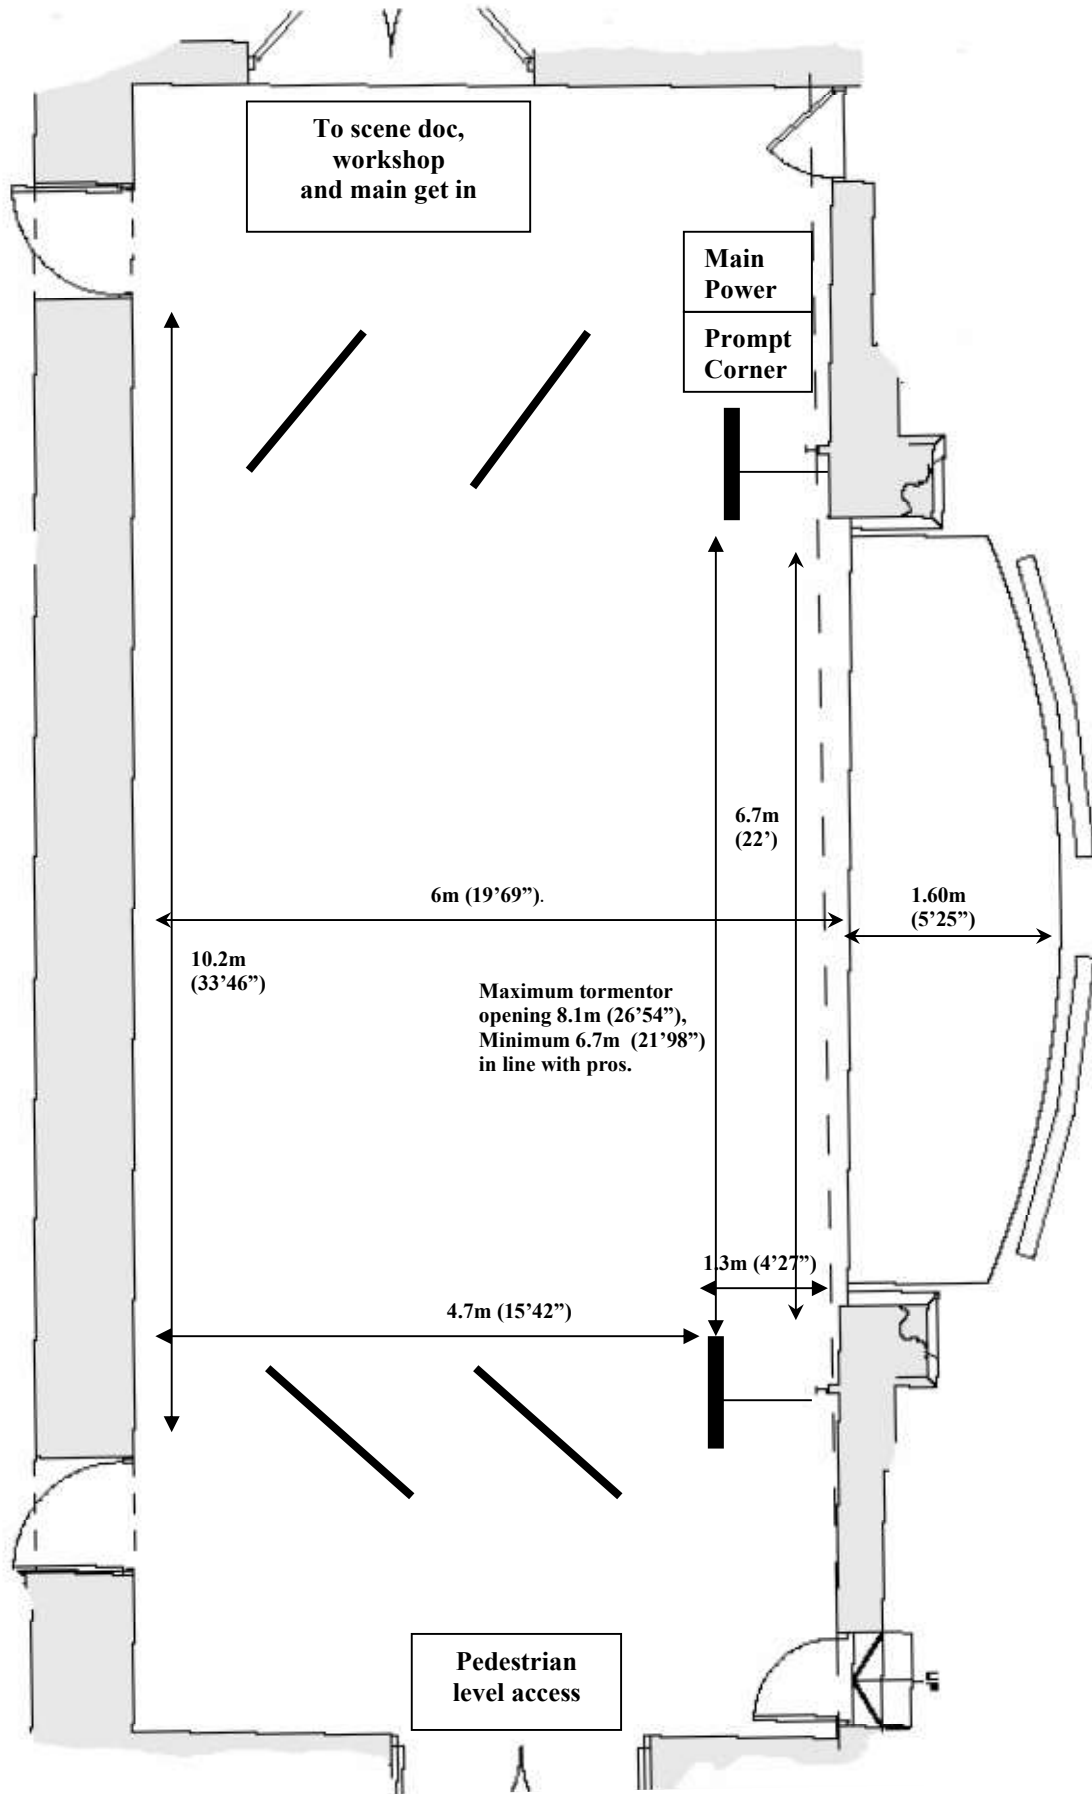 To scene doc,
workshop
and main get in
Main
Power
Prompt
Corner
6.7m
(22’)
6m (19’69”).
1.60m
(5’25”)
10.2m
(33’46”)
Maximum tormentor
opening 8.1m (26’54”),
Minimum 6.7m  (21’98”)
in line with pros.
1.3m (4’27”)
4.7m (15’42”)
Pedestrian
level access